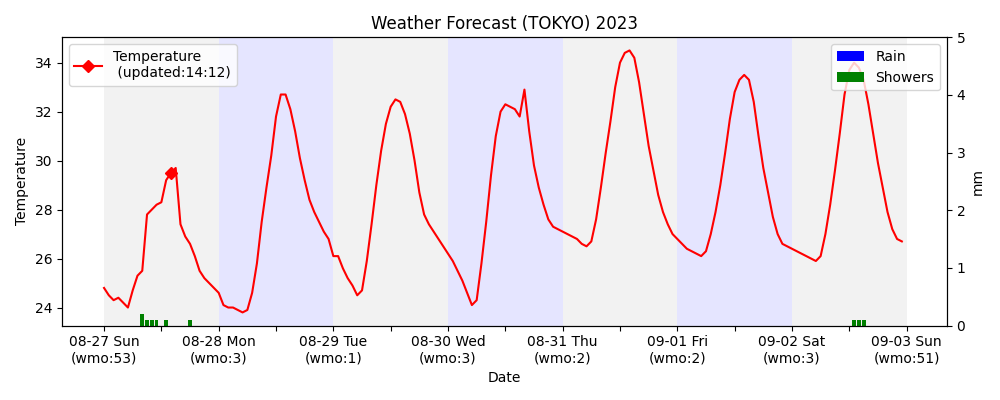 Weather Forecast (TOKYO) 2023
Temperature
(updated:14:12)
Rain
Showers
Temperature
34
32
30
28
26
24
5
4
3
2
1
0
mm
08-27 Sun
(wmo:53)
08-28 Mon
(wmo:3)
08-29 Tue
(wmo:1)
08-30 Wed
(wmo:3)
08-31 Thu
(wmo:2)
09-01 Fri
(wmo:2)
09-02 Sat
(wmo:3)
09-03 Sun
(wmo:51)
Date